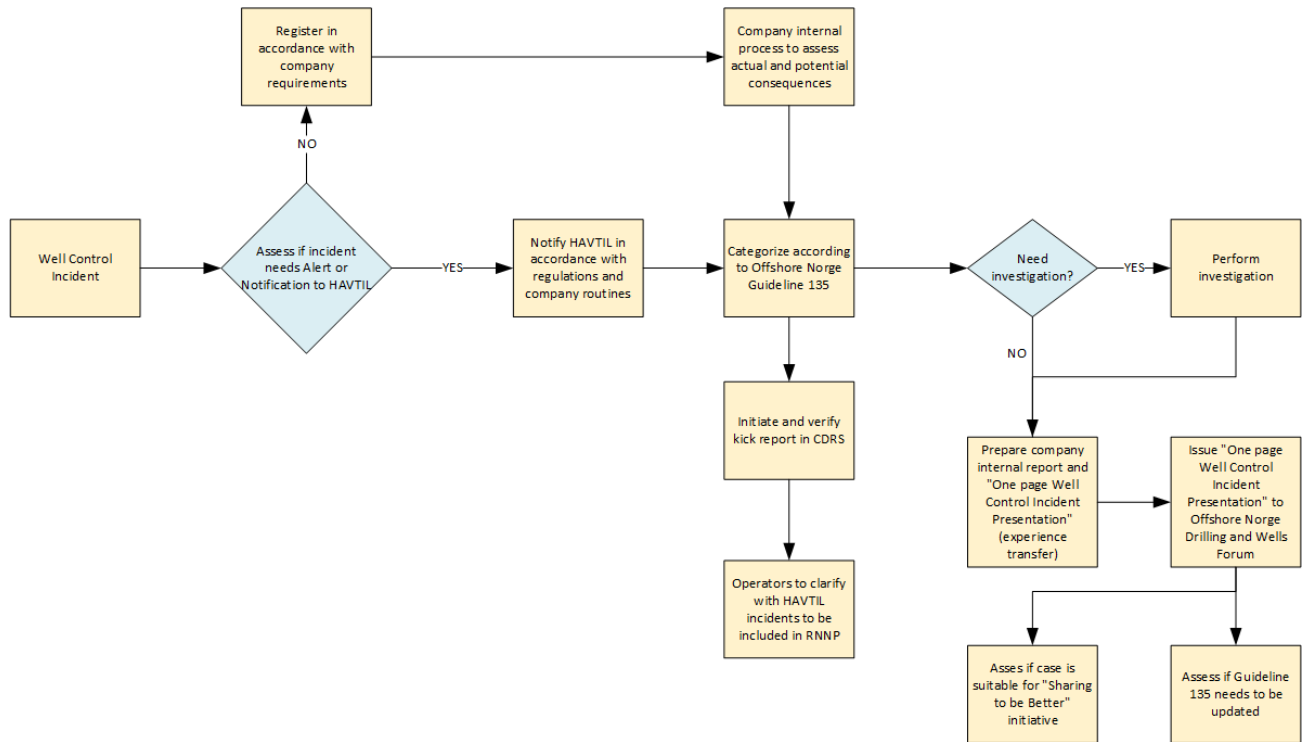 Register in
accordance with
company
requirements
Company internal
process to assess
actual and potential
consequences
NO
Well Control
Incident
Assess if incident
needs Alert or
Notification to HAVTIL
YES
Notify HAVTIL in
accordance with
regulations and
company routines
Categorize according
to Offshore Norge
Guideline 135
Need
investigation?
YES
Perform
investigation
NO
Initiate and verify
kick report in CDRS
Prepare company
internal report and
"One page Well
Control Incident
Presentation"
(experience
transfer)
Issue "One page
Well Control
Incident
Presentation" to
Offshore Norge
Drilling and Wells
Forum
Operators to clarify
with HAVTIL
incidents to be
included in RNNP
Asses if case is
suitable for "Sharing
to be Better"
initiative
Assess if Guideline
135 needs to be
updated